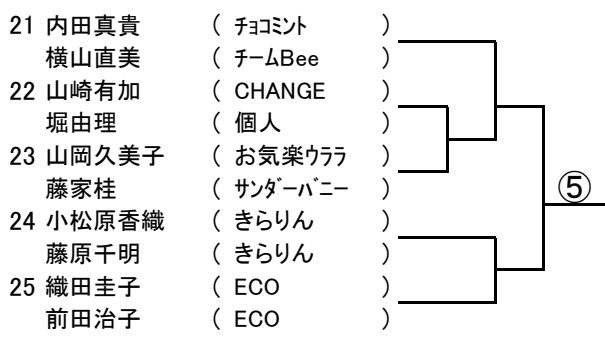 21 内田真貴 ( ﾁｮｺﾐﾝﾄ )
横山直美 ( ﾁｰﾑBee )
22 山崎有加 ( CHANGE )
堀由理 ( 個人 )
23 山岡久美子 ( お気楽ｳﾗﾗ )
藤家桂 ( ｻﾝﾀﾞｰﾊﾞﾆｰ )
⑤
24 小松原香織 ( きらりん )
藤原千明 ( きらりん )
25 織田圭子 ( ECO )
前田治子 ( ECO )